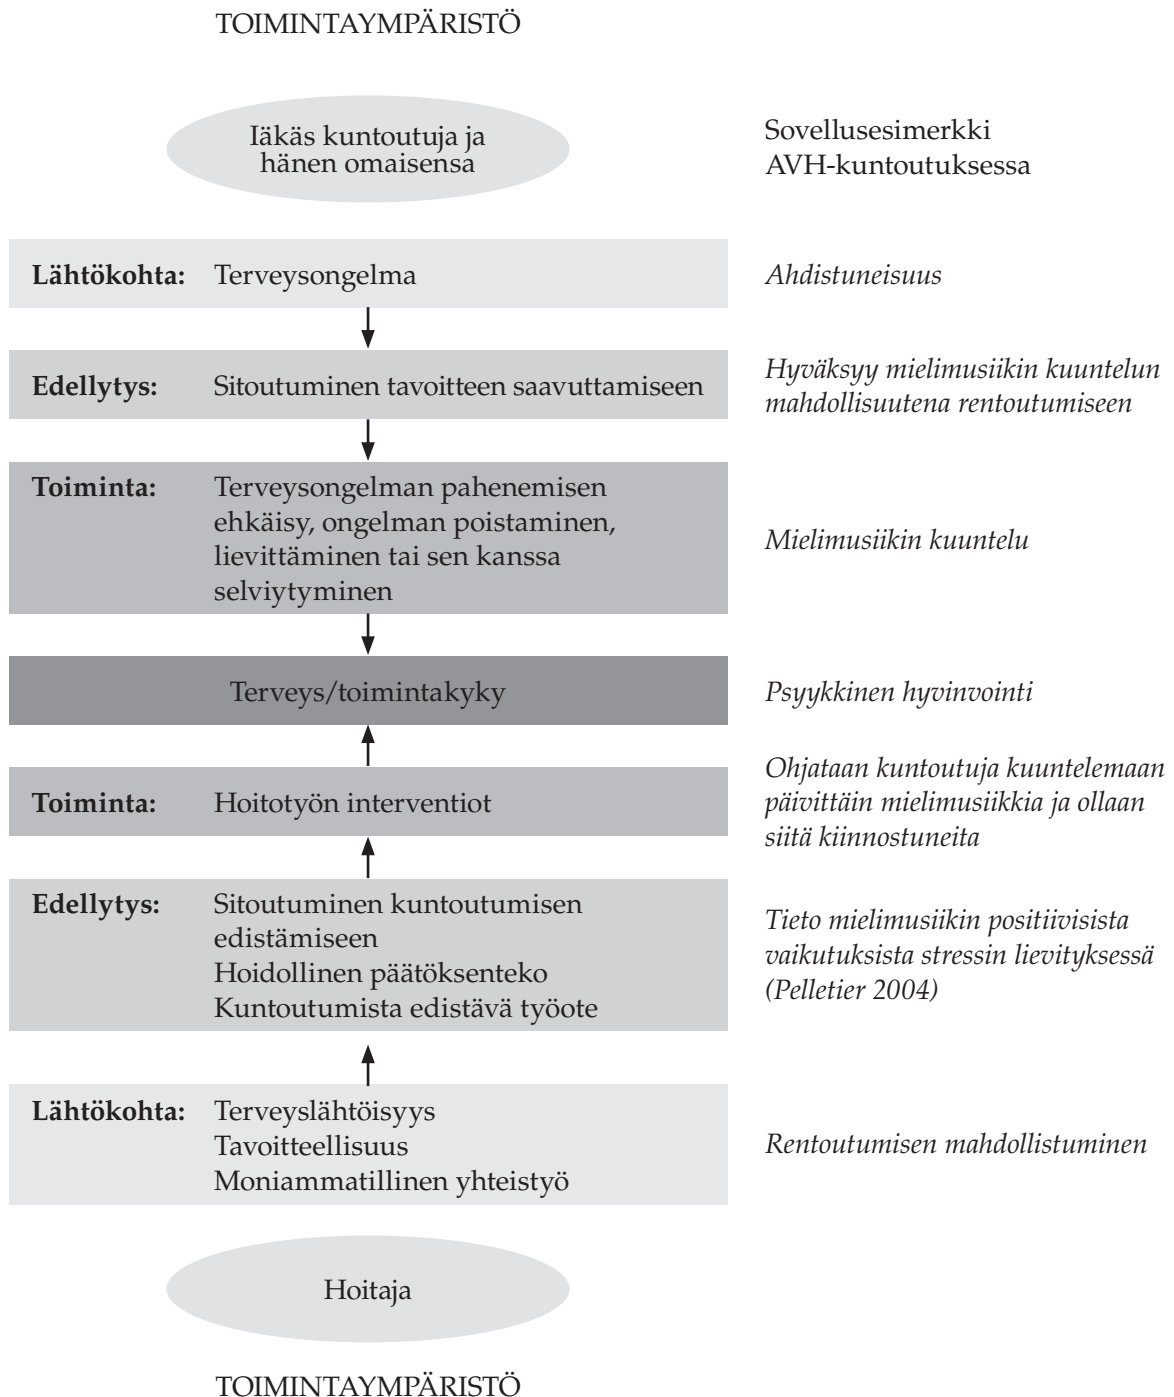 TOIMINTAYMPÄRISTÖ
Iäkäs kuntoutuja ja
hänen omaisensa
Sovellusesimerkki
AVH-kuntoutuksessa
Lähtökohta: Terveysongelma
Ahdistuneisuus
Edellytys: Sitoutuminen tavoitteen saavuttamiseen
Hyväksyy mielimusiikin kuuntelun
mahdollisuutena rentoutumiseen
Toiminta: Terveysongelman pahenemisen
ehkäisy, ongelman poistaminen,
lievittäminen tai sen kanssa
selviytyminen
Mielimusiikin kuuntelu
Terveys/toimintakyky
Psyykkinen hyvinvointi
Toiminta: Hoitotyön interventiot
Ohjataan kuntoutuja kuuntelemaan
päivittäin mielimusiikkia ja ollaan
siitä kiinnostuneita
Edellytys: Sitoutuminen kuntoutumisen
edistämiseen
Hoidollinen päätöksenteko
Kuntoutumista edistävä työote
Tieto mielimusiikin positiivisista
vaikutuksista stressin lievityksessä
(Pelletier 2004)
Lähtökohta: Terveyslähtöisyys
Tavoitteellisuus
Moniammatillinen yhteistyö
Rentoutumisen mahdollistuminen
Hoitaja
TOIMINTAYMPÄRISTÖ